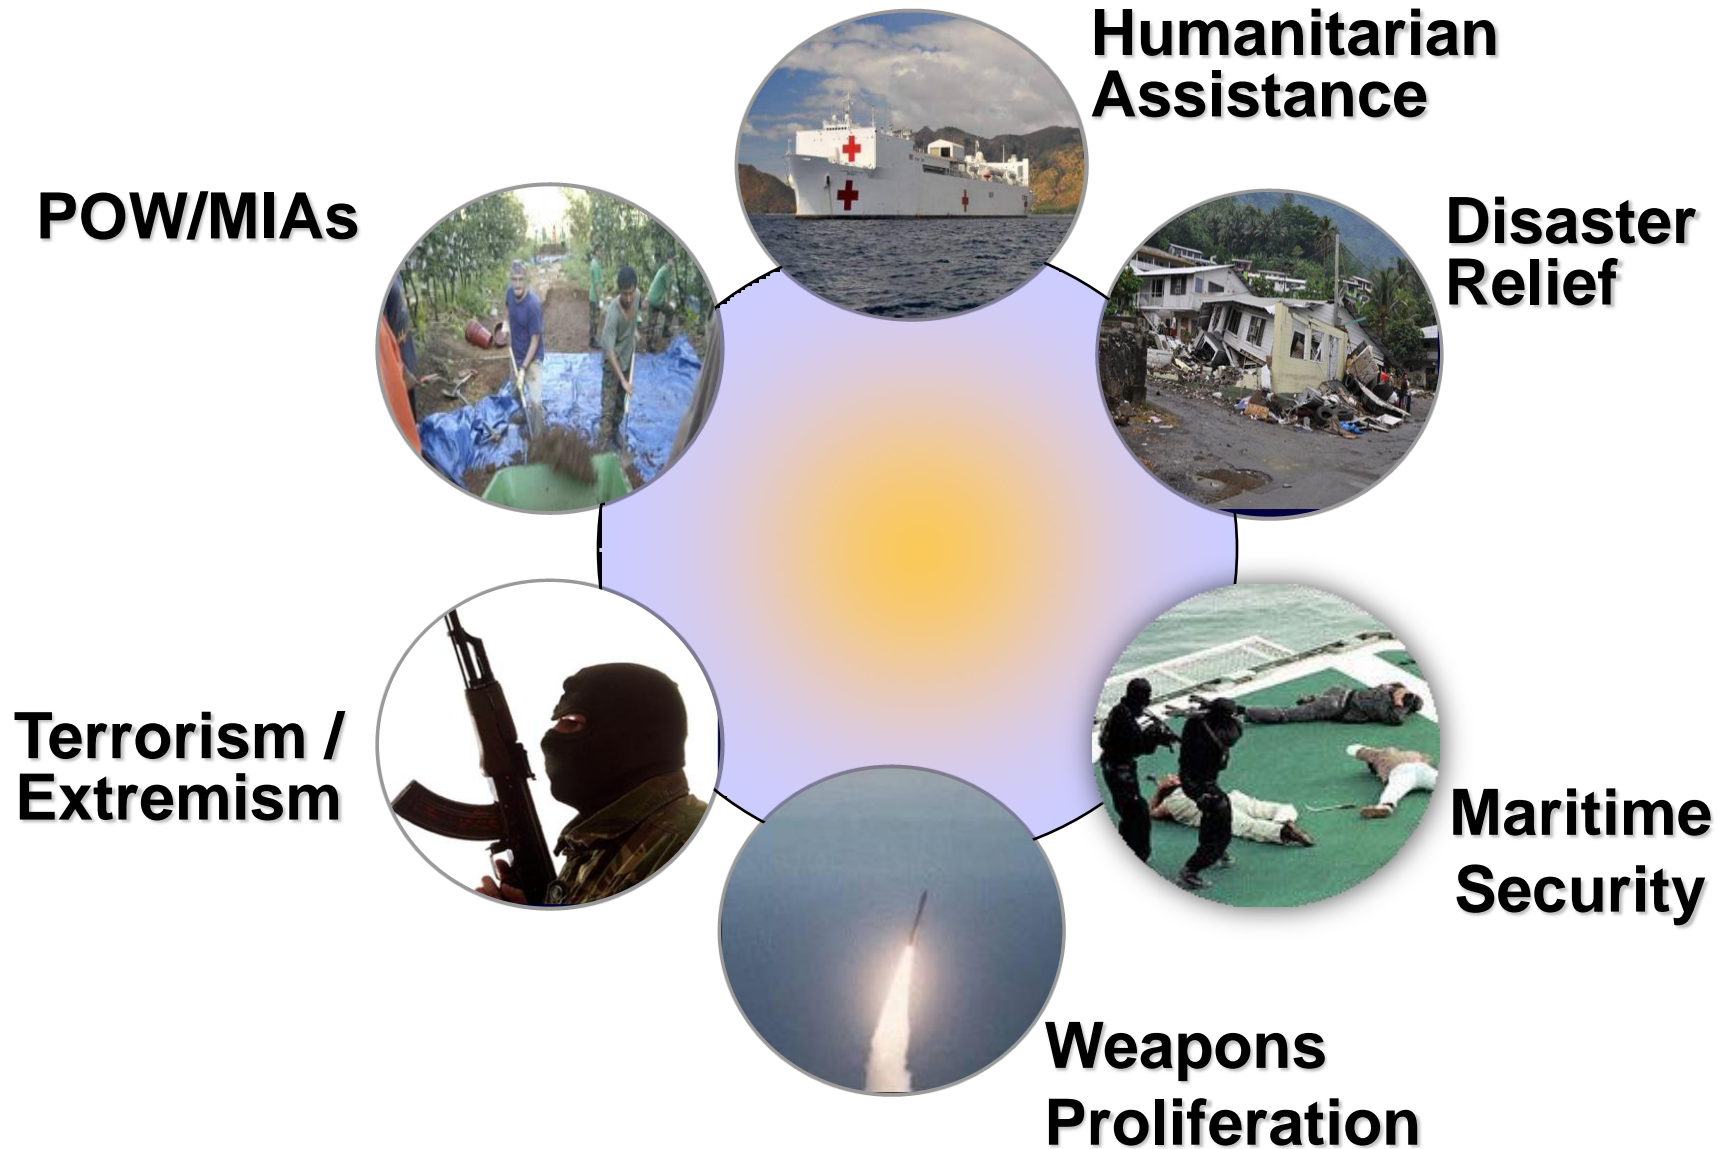 Humanitarian
Assistance
POW/MIAs
Disaster
Relief
Terrorism /
Extremism
Maritime
Security
Weapons
Proliferation